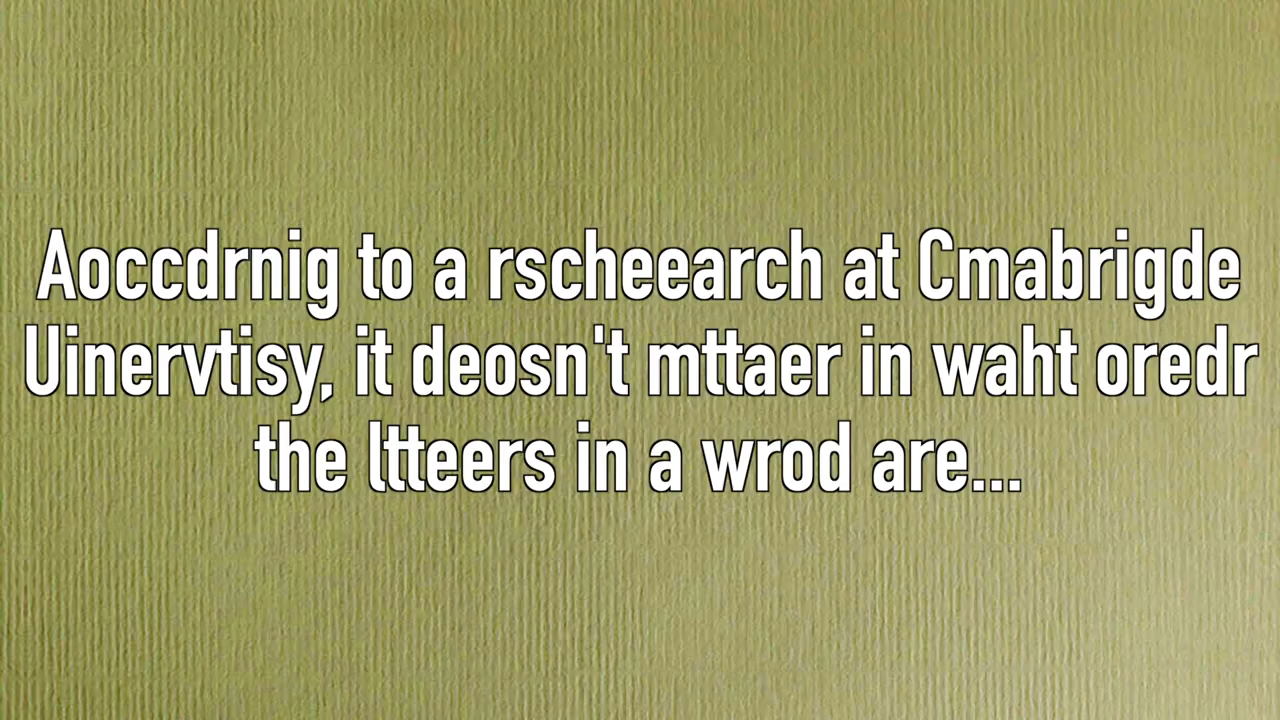 Aoccdrnig to a rscheearch at Cmabrigde
Uinervtisy, it deosn't mttaer in waht oredr
the ltteers in a wrod are...